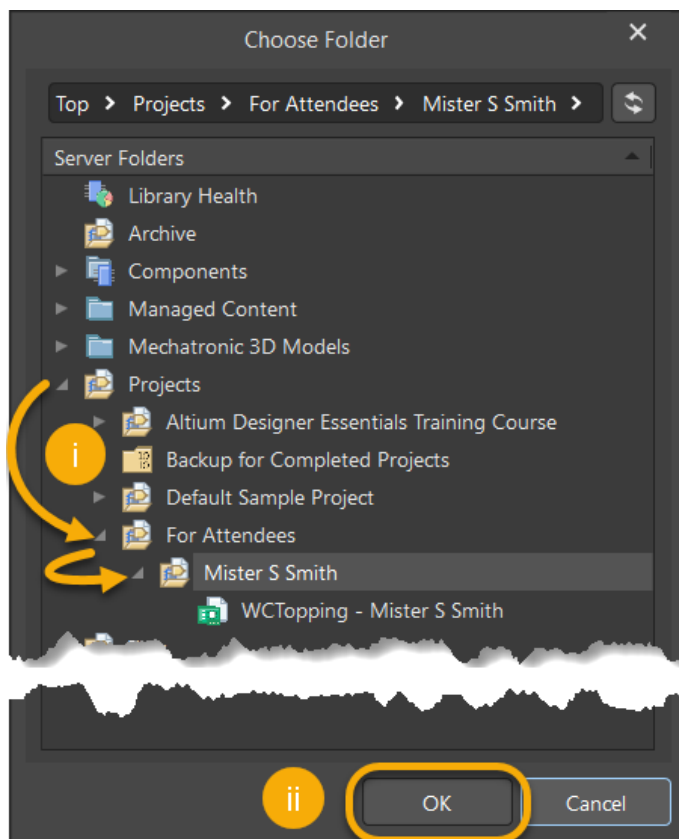 Choose Folder
Top > Projects > For Attendees > Mister S Smith >
Server Folders
Library Health
Archive
Components
Managed Content
Mechatronic 3D Models
Projects
Altium Designer Essentials Training Course
i
Backup for Completed Projects
Default Sample Project
For Attendees
Mister S Smith
WCTopping - Mister S Smith
ii
OK
Cancel